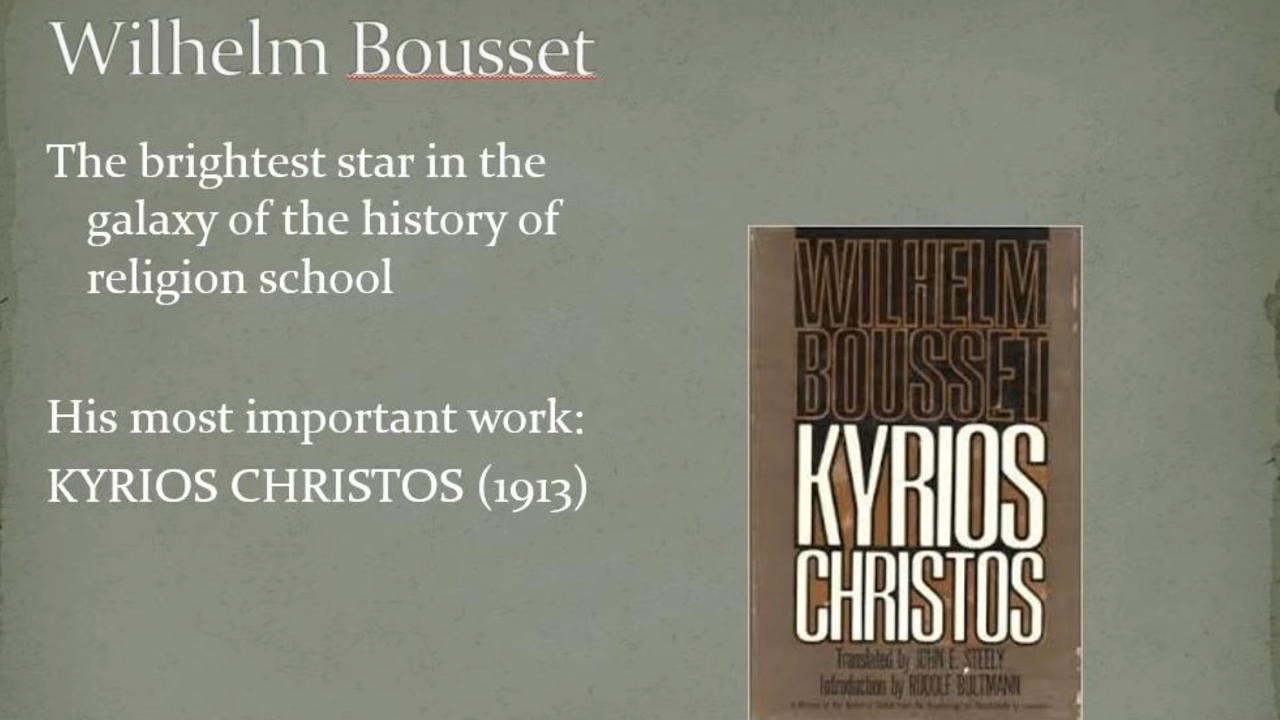 Wilhelm Bousset
The brightest star in the
galaxy of the history of
religion school
His most important work:
KYRIOS CHRISTOS (1913)
WILHELM
BOUSSET
KYRIOS
CHRISTOS
Translated by JOHN E. STEELY
Introduction by RUDOLF BULTMANN